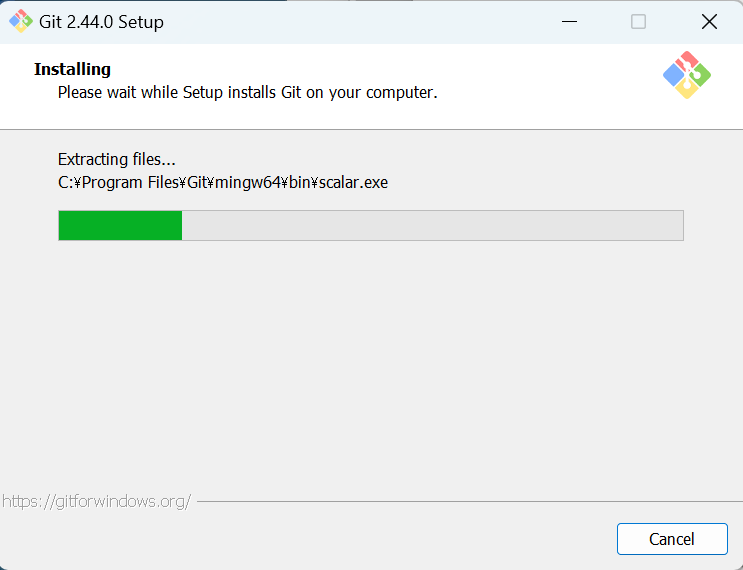 Git 2.44.0 Setup
Installing
Please wait while Setup installs Git on your computer.
Extracting files...
C:¥Program Files¥Git¥mingw64¥bin¥scalar.exe
https://gitforwindows.org/
Cancel